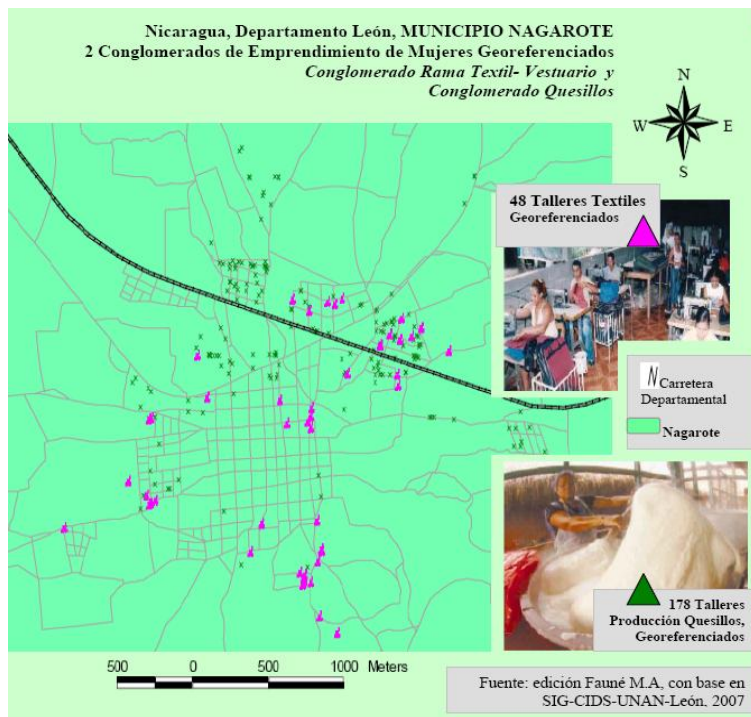 Nicaragua, Departamento León, MUNICIPIO NAGAROTE
2 Conglomerados de Emprendimiento de Mujeres Georeferenciados
Conglomerado Rama Textil- Vestuario y
Conglomerado Quesillos
N
W E
S
48 Talleres Textiles
Georeferenciados
N Carretera
Departamental
Nagarote
178 Talleres
Producción Quesillos,
Georeferenciados
500 0 500 1000 Meters
Fuente: edición Fauné M.A, con base en
SIG-CIDS-UNAN-León, 2007